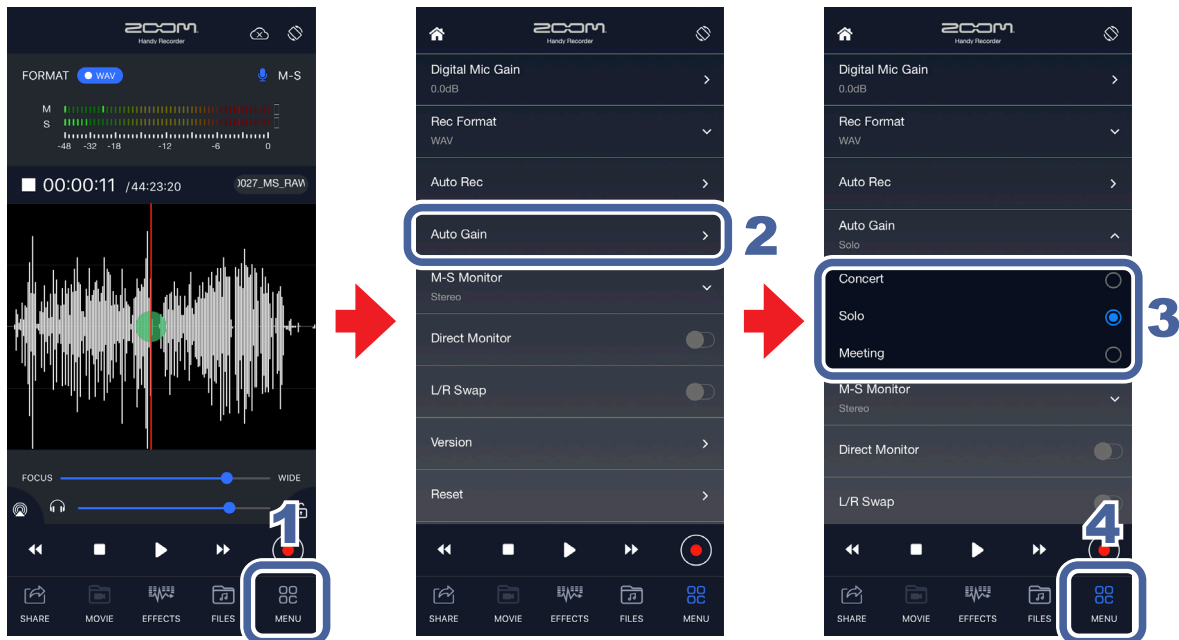 ZOOM
Handy Recorder
FORMAT WAV M-S
M
S
-48 -32 -18 -12 -6 0
00:00:11 /44:23:20 0027_MS_RAW
FOCUS WIDE
1
SHARE MOVIE EFFECTS FILES MENU
ZOOM
Handy Recorder
Digital Mic Gain
0.0dB
Rec Format
WAV
Auto Rec
Auto Gain
2
M-S Monitor
Stereo
Direct Monitor
L/R Swap
Version
Reset
SHARE MOVIE EFFECTS FILES MENU
ZOOM
Handy Recorder
Digital Mic Gain
0.0dB
Rec Format
WAV
Auto Rec
Auto Gain
Solo
Concert
Solo
3
Meeting
M-S Monitor
Stereo
Direct Monitor
L/R Swap
4
SHARE MOVIE EFFECTS FILES MENU